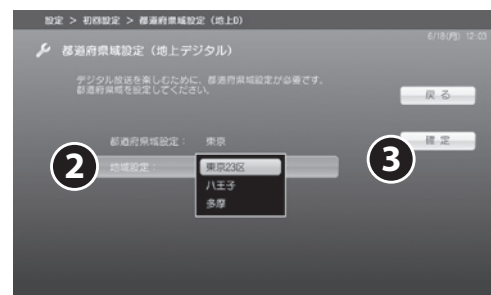 設定 > 初回設定 > 都道府県域設定（地上D）
6/18(月) 12:03
都道府県域設定（地上デジタル）
デジタル放送を楽しむために、都道府県域設定が必要です。
都道府県域を設定してください。
戻る
都道府県域設定： 東京
確定
2
地域設定：
東京23区
3
八王子
多摩